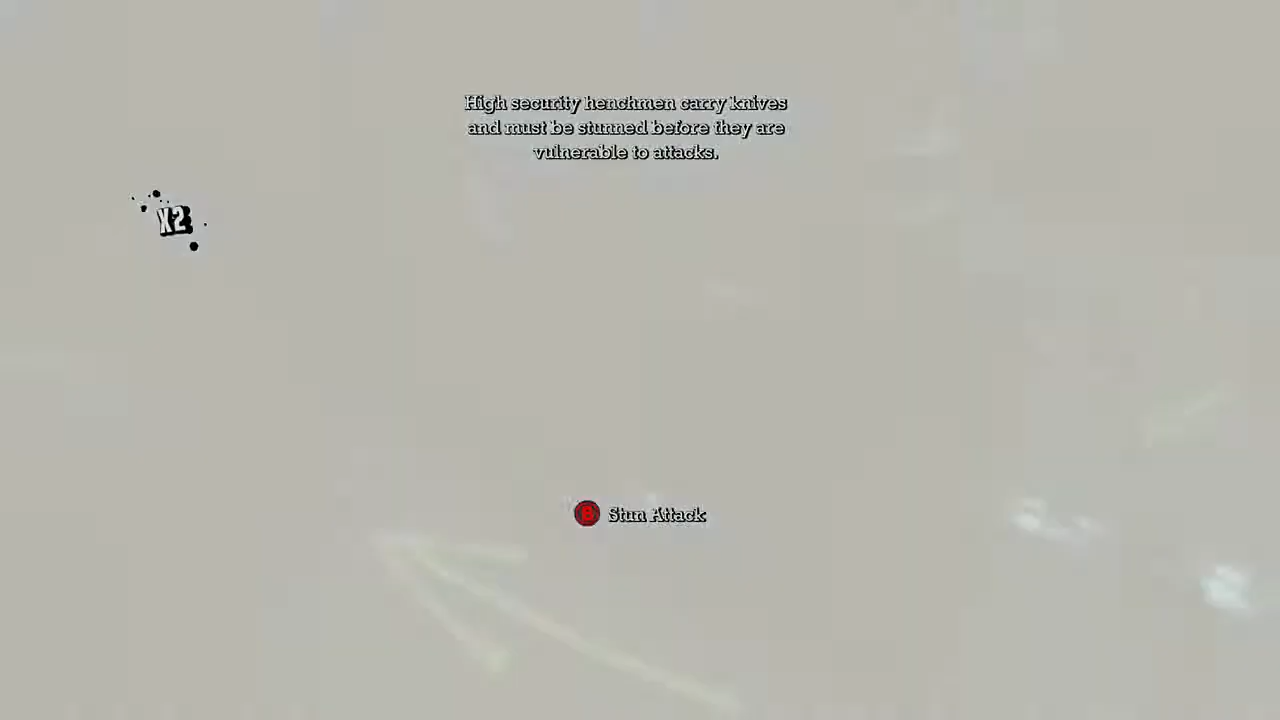 High security henchmen carry knives
and must be stunned before they are
vulnerable to attacks.
X2
B Stun Attack